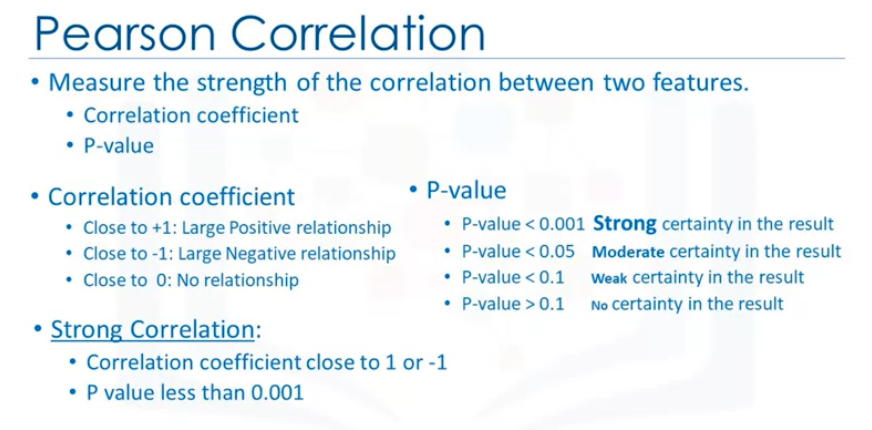 Pearson Correlation
• Measure the strength of the correlation between two features.
• Correlation coefficient
• P-value
• Correlation coefficient
• Close to +1: Large Positive relationship
• Close to -1: Large Negative relationship
• Close to 0: No relationship
• P-value
• P-value < 0.001 Strong certainty in the result
• P-value < 0.05 Moderate certainty in the result
• P-value < 0.1 Weak certainty in the result
• P-value > 0.1 No certainty in the result
• Strong Correlation:
• Correlation coefficient close to 1 or -1
• P value less than 0.001